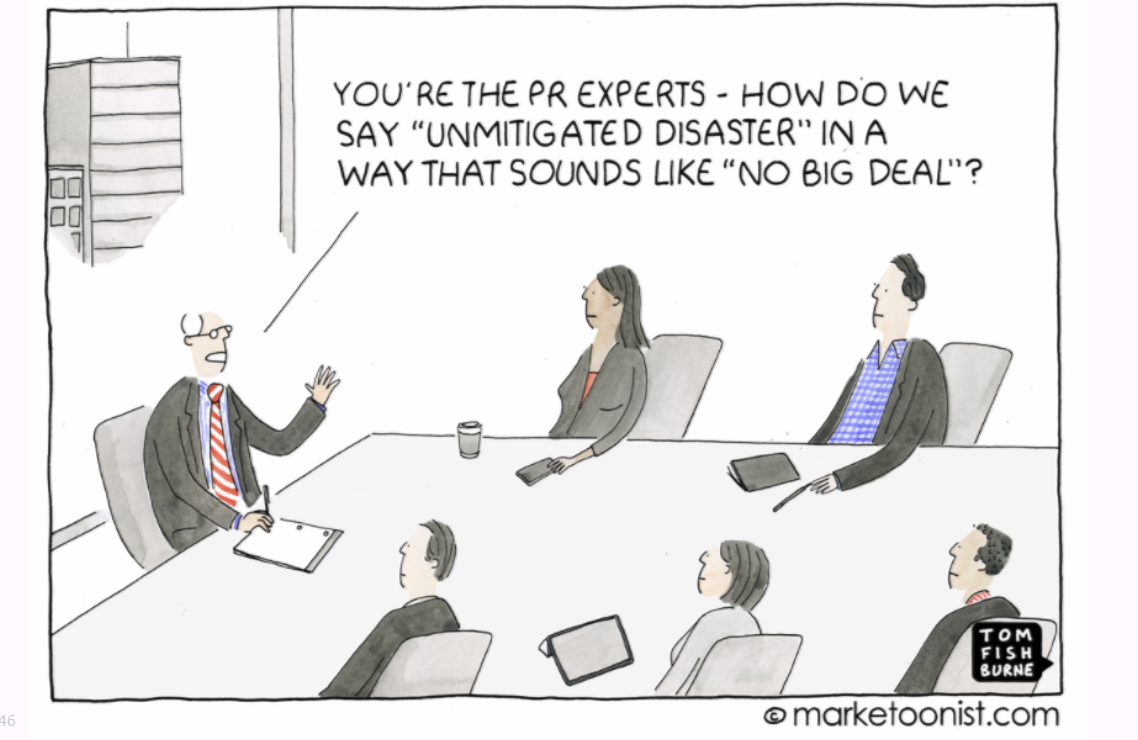 YOU'RE THE PR EXPERTS - HOW DO WE
SAY "UNMITIGATED DISASTER" IN A
WAY THAT SOUNDS LIKE "NO BIG DEAL"?
TOM
FISH
BURNE
46
© marketoonist.com